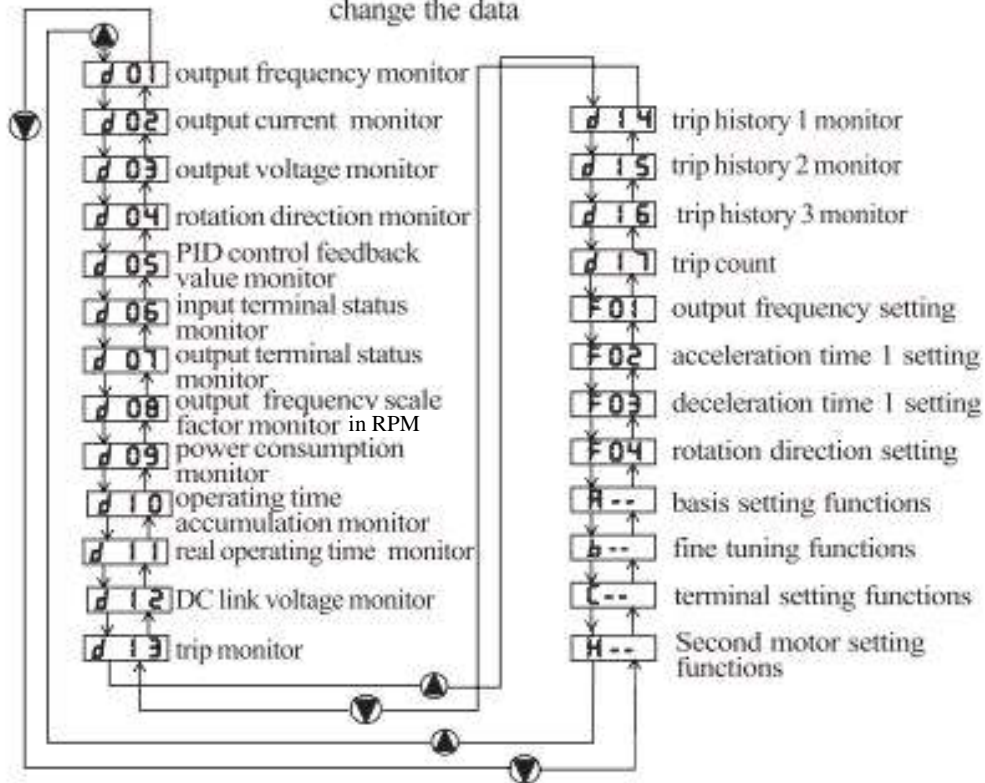 change the data
d 01 output frequency monitor
d 02 output current monitor
d 03 output voltage monitor
d 04 rotation direction monitor
d 05 PID control feedback
value monitor
d 06 input terminal status
monitor
d 07 output terminal status
monitor
d 08 output frequency scale
factor monitor in RPM
d 09 power consumption
monitor
d 10 operating time
accumulation monitor
d 11 real operating time monitor
d 12 DC link voltage monitor
d 13 trip monitor
d 14 trip history 1 monitor
d 15 trip history 2 monitor
d 16 trip history 3 monitor
d 17 trip count
F01 output frequency setting
F02 acceleration time 1 setting
F03 deceleration time 1 setting
F04 rotation direction setting
A-- basis setting functions
b-- fine tuning functions
C-- terminal setting functions
H-- Second motor setting
functions